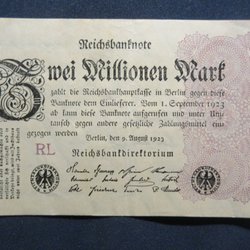 Reichsbanknote
Zwei Millionen Mark
zahlt die Reichsbankhauptkasse in Berlin gegen diese
Banknote dem Einlieferer. Vom 1. September 1923
ab kann diese Banknote aufgerufen und unter Um-
tausch gegen andere gesetzliche Zahlungsmittel ein-
gezogen werden
Berlin, den 9. August 1923
RL
Reichsbankdirektorium